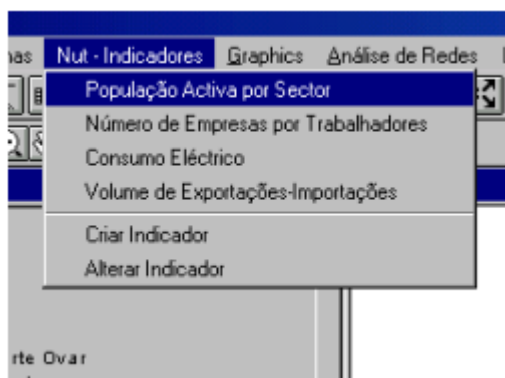 Nut - Indicadores Graphics Análise de Redes
População Activa por Sector
Número de Empresas por Trabalhadores
Consumo Eléctrico
Volume de Exportações-Importações
Criar Indicador
Alterar Indicador
rte Ovar